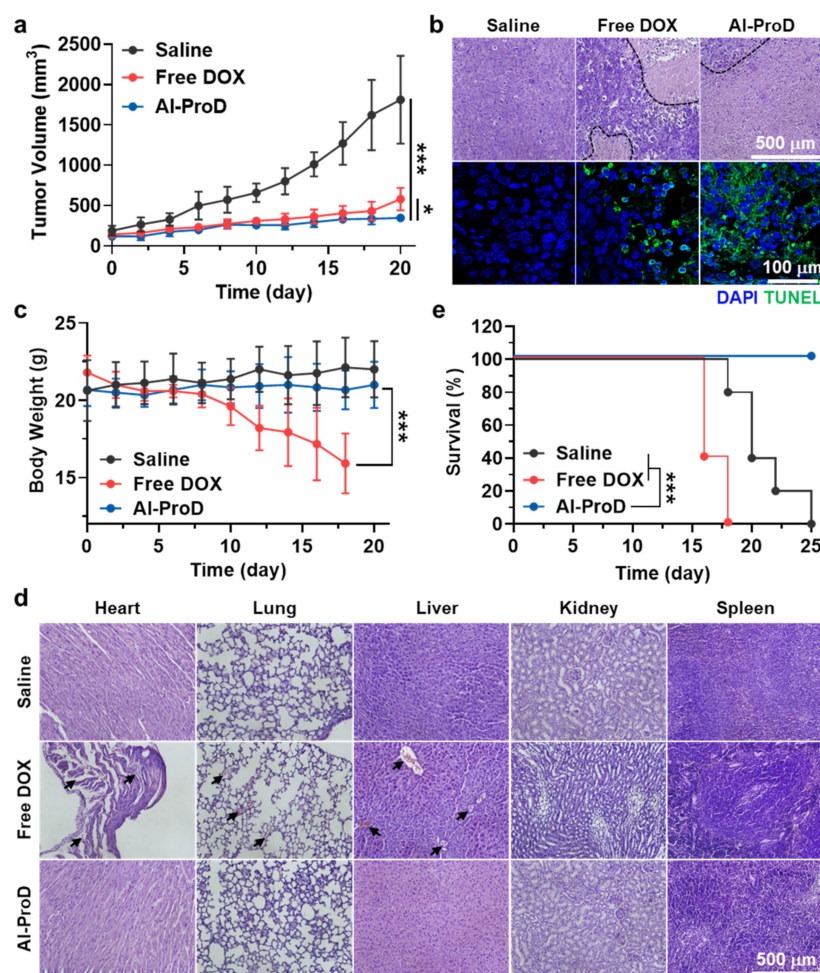 a
Tumor Volume (mm³)
2500
2000
1500
1000
500
0
0 5 10 15 20
Time (day)
Saline
Free DOX
Al-ProD
***
*
b
Saline Free DOX Al-ProD
500 μm
100 μm
DAPI TUNEL
c
Body Weight (g)
25
20
15
0 5 10 15 20
Time (day)
Saline
Free DOX
Al-ProD
***
e
Survival (%)
120
100
80
60
40
20
0
0 5 10 15 20 25
Time (day)
Saline
Free DOX
Al-ProD
***
d
Heart Lung Liver Kidney Spleen
Saline
Free DOX
Al-ProD
500 μm